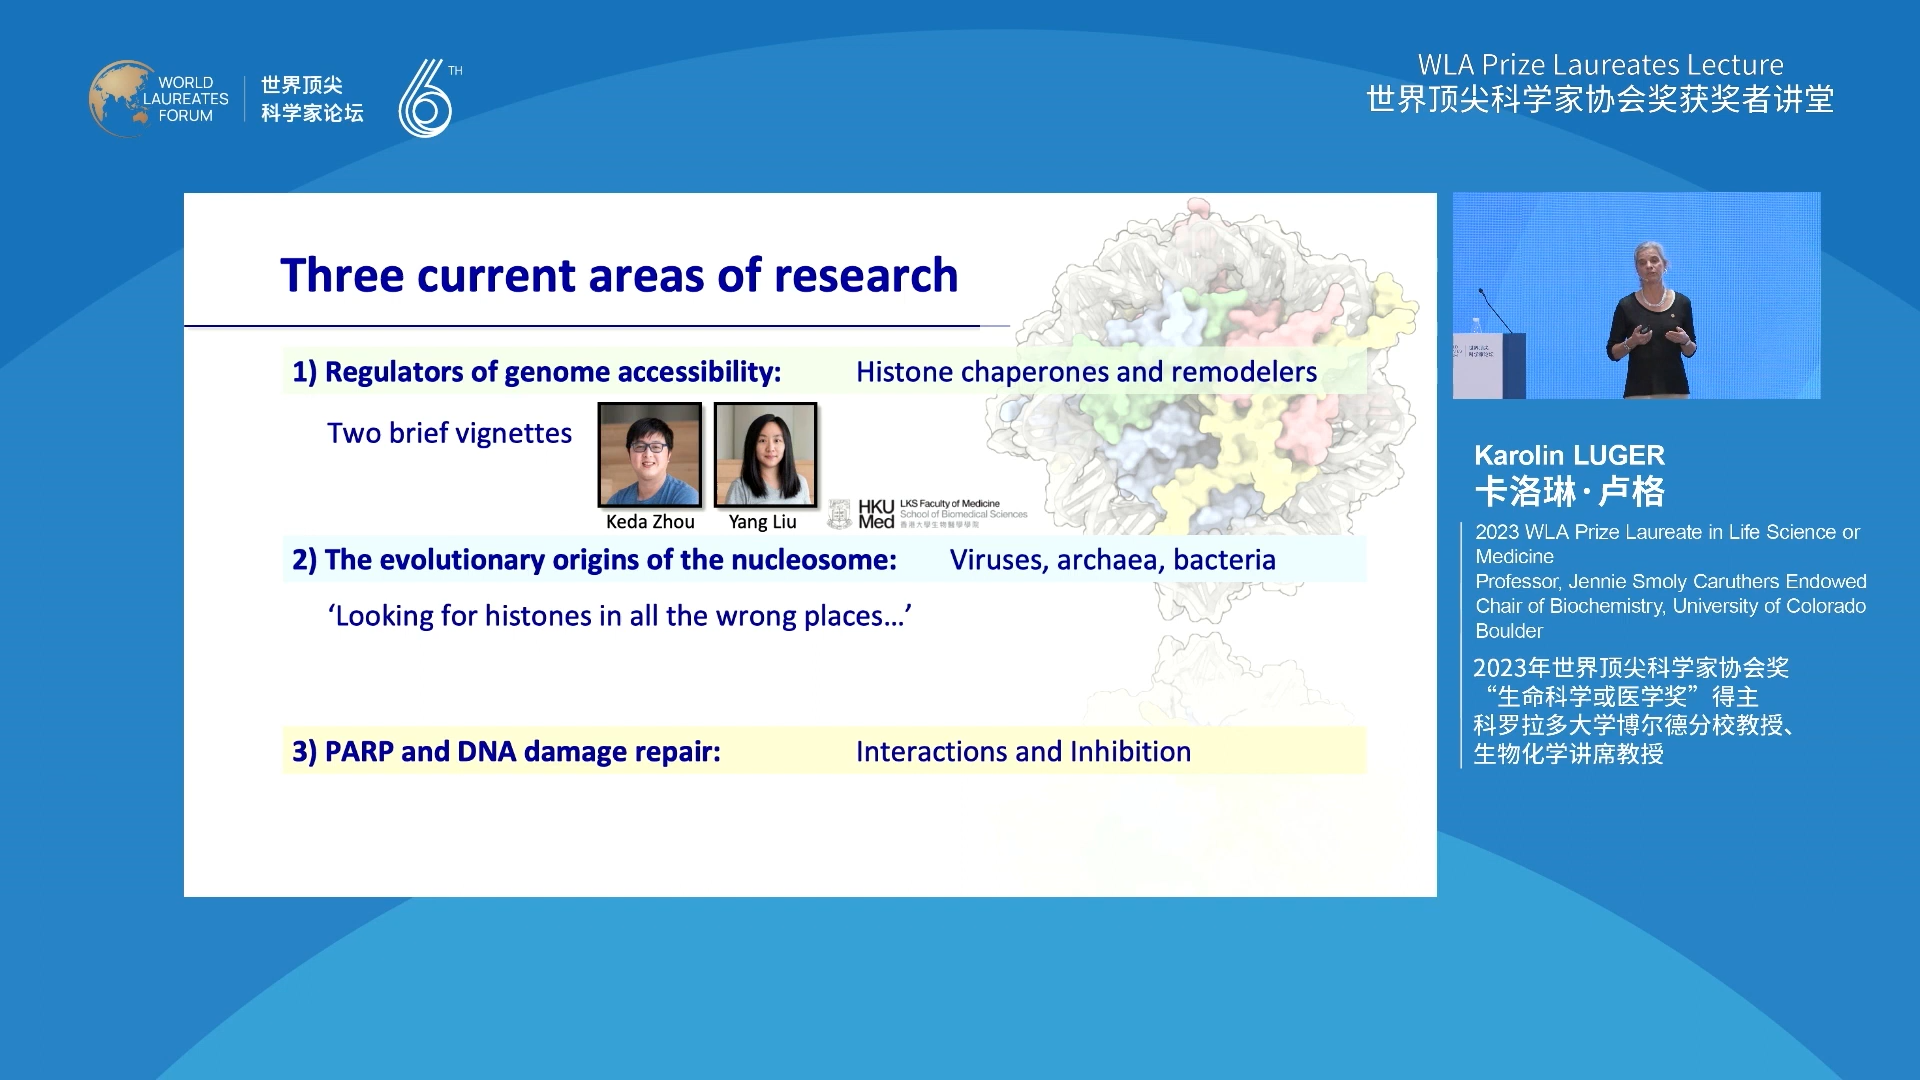 WORLD
LAUREATES
FORUM
世界顶尖
科学家论坛
6TH
WLA Prize Laureates Lecture
世界顶尖科学家协会奖获奖者讲堂
Three current areas of research
1) Regulators of genome accessibility: Histone chaperones and remodelers
Two brief vignettes
Keda Zhou Yang Liu
HKU
Med
LKS Faculty of Medicine
School of Biomedical Sciences
香港大學生物醫學學院
2) The evolutionary origins of the nucleosome: Viruses, archaea, bacteria
‘Looking for histones in all the wrong places...’
3) PARP and DNA damage repair: Interactions and Inhibition
世界顶尖
科学家论坛
Karolin LUGER
卡洛琳·卢格
2023 WLA Prize Laureate in Life Science or
Medicine
Professor, Jennie Smoly Caruthers Endowed
Chair of Biochemistry, University of Colorado
Boulder
2023年世界顶尖科学家协会奖
“生命科学或医学奖”得主
科罗拉多大学博尔德分校教授、
生物化学讲席教授